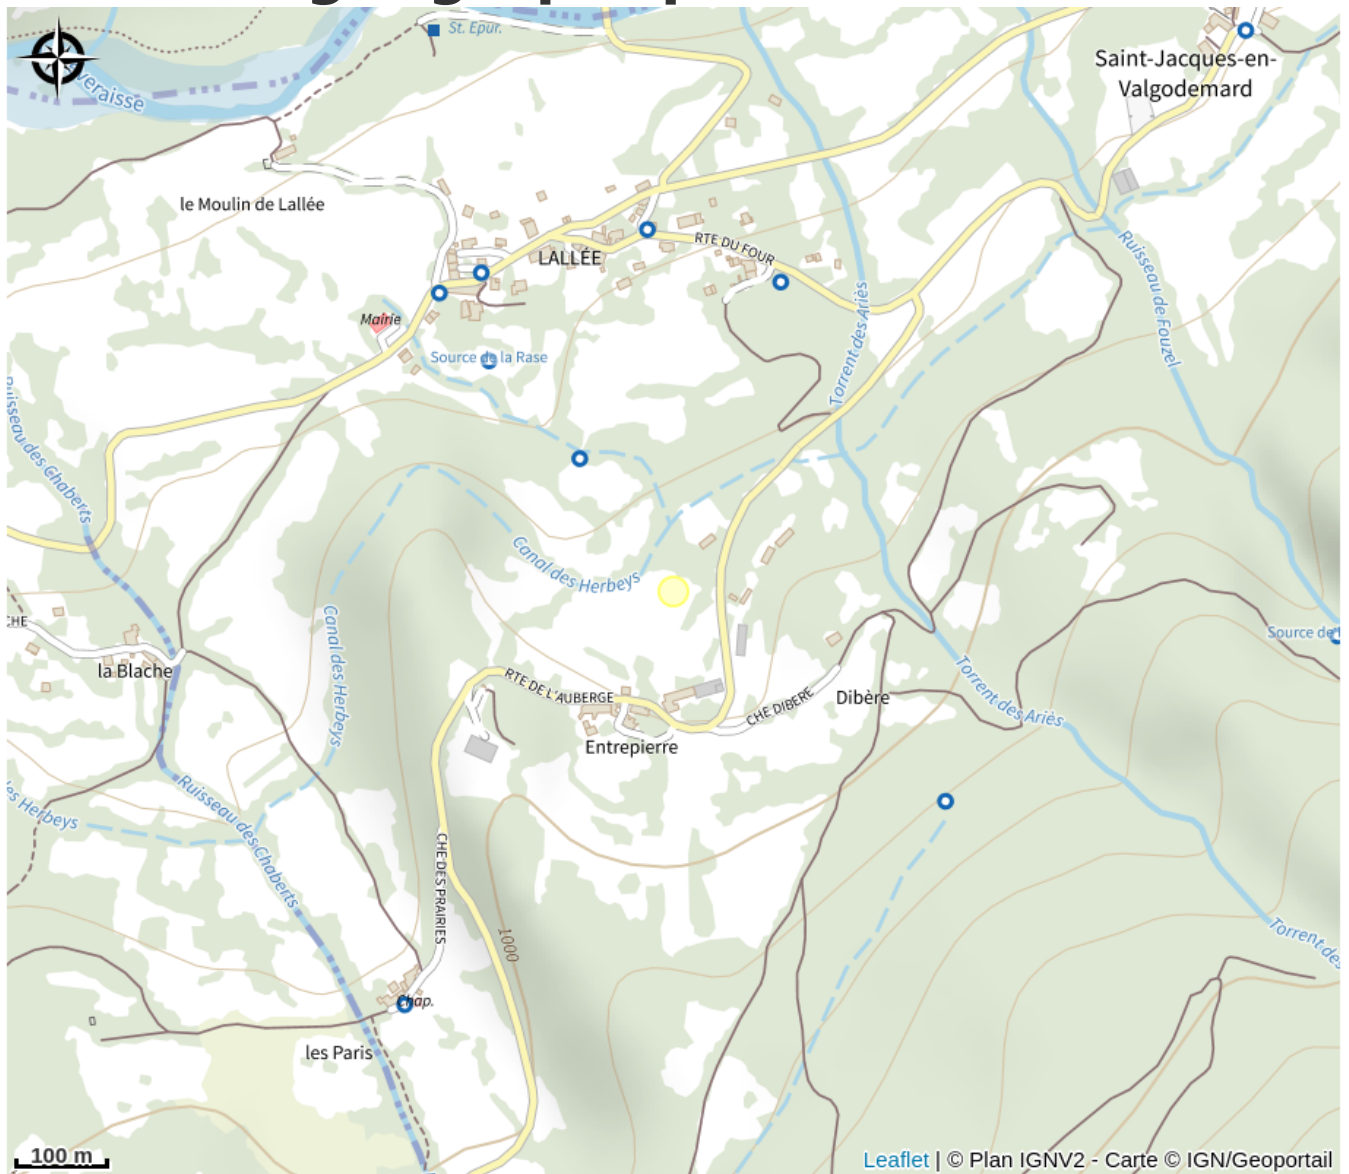 St. Epur.
Saint-Jacques-en-
Valgodemard
le Moulin de Lallée
RTE DU FOUR
LALLÉE
Ruisseau de Fouzel
Mairie
Source de la Rase
Torrent des Ariès
Ruisseau des Chaberts
Canal des Herbeys
CHE
Source de
Canal des Herbeys
la Blache
RTE DE L'AUBERGE
CHE DIBERE
Dibère
Torrent des Ariès
Entrepierre
Ruisseau des Chaberts
Herbeys
CHE DES PRAIRIES
1000
Torrent des
Chap.
les Paris
100 m
Leaflet | © Plan IGNV2 - Carte © IGN/Geoportail